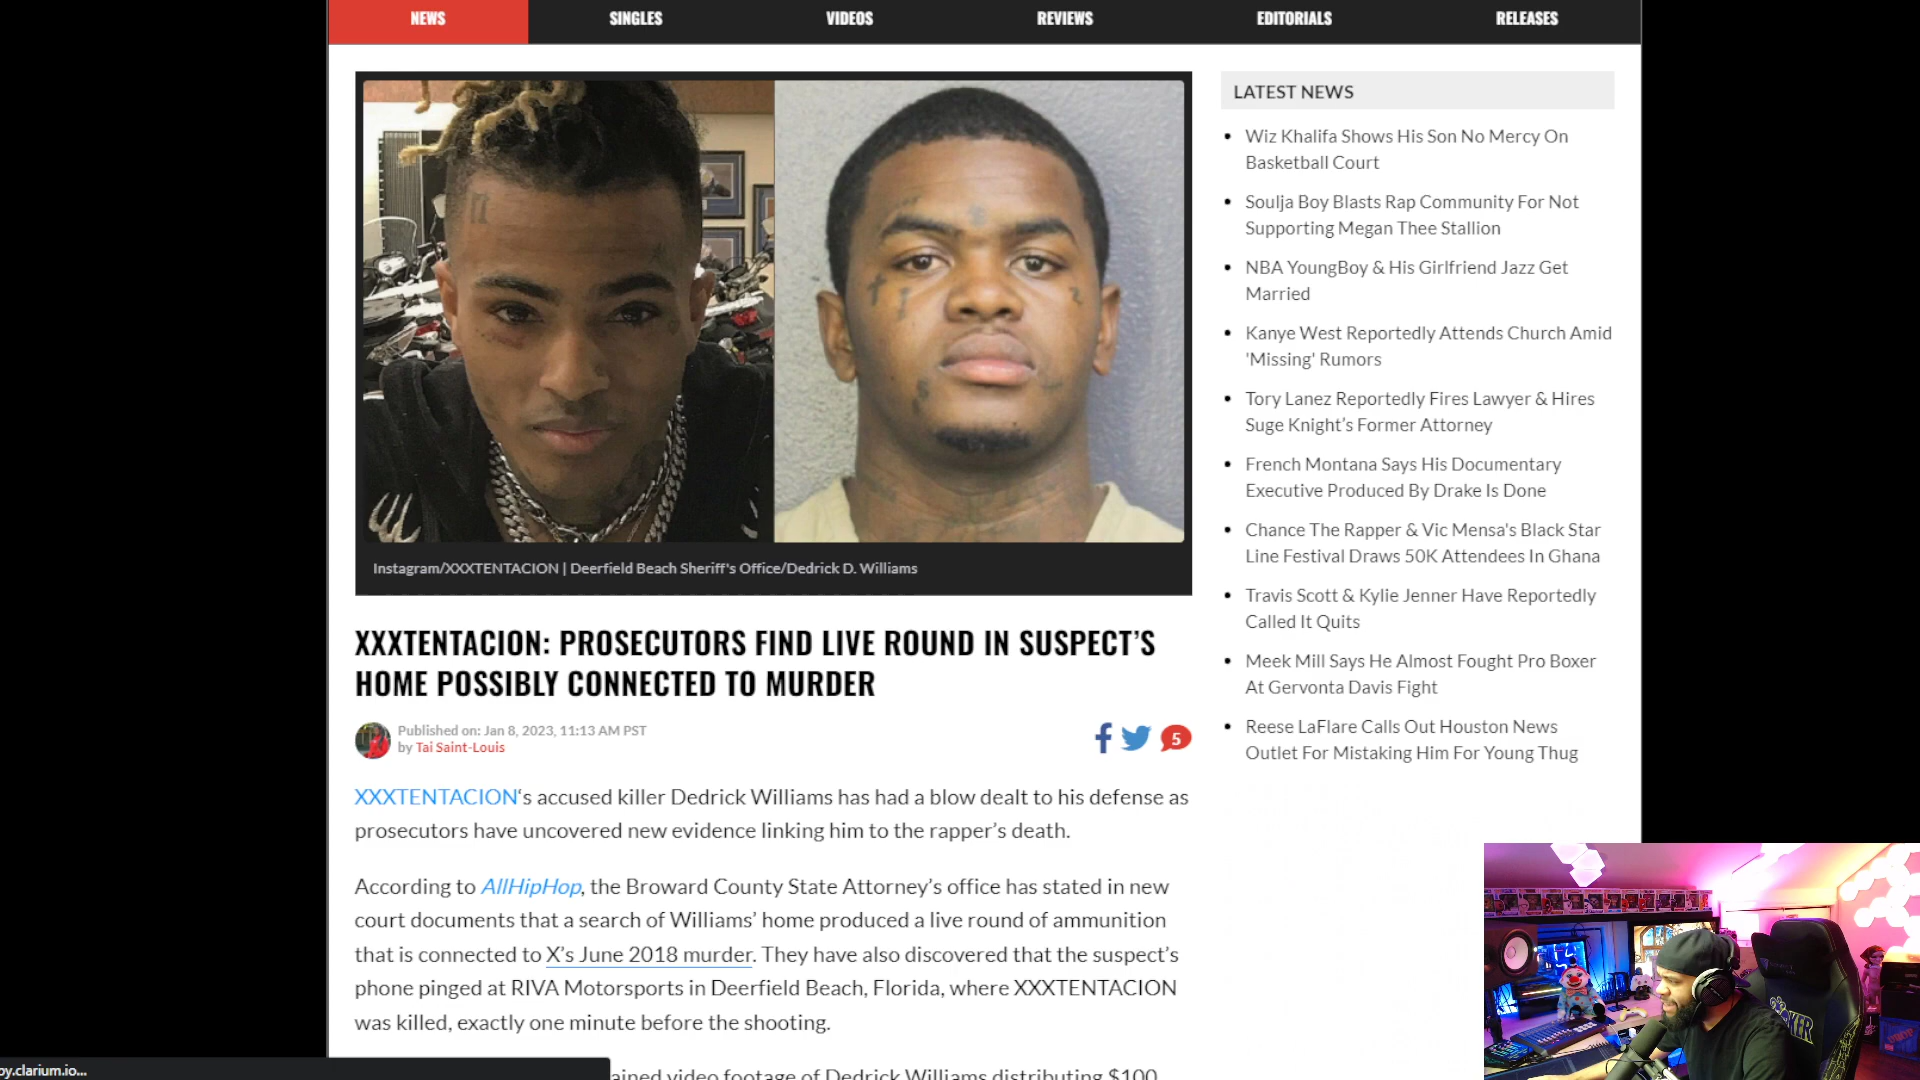 NEWS
SINGLES
VIDEOS
REVIEWS
EDITORIALS
RELEASES
Instagram/XXXTENTACION | Deerfield Beach Sheriff's Office/Dedrick D. Williams
XXXTENTACION: PROSECUTORS FIND LIVE ROUND IN SUSPECT'S
HOME POSSIBLY CONNECTED TO MURDER
Published on: Jan 8, 2023, 11:13 AM PST
by Tai Saint-Louis
5
XXXTENTACION‘s accused killer Dedrick Williams has had a blow dealt to his defense as
prosecutors have uncovered new evidence linking him to the rapper’s death.
According to AllHipHop, the Broward County State Attorney’s office has stated in new
court documents that a search of Williams’ home produced a live round of ammunition
that is connected to X’s June 2018 murder. They have also discovered that the suspect’s
phone pinged at RIVA Motorsports in Deerfield Beach, Florida, where XXXTENTACION
was killed, exactly one minute before the shooting.
ained video footage of Dedrick Williams distributing $100
oy.clarium.io...
LATEST NEWS
Wiz Khalifa Shows His Son No Mercy On
Basketball Court
Soulja Boy Blasts Rap Community For Not
Supporting Megan Thee Stallion
NBA YoungBoy & His Girlfriend Jazz Get
Married
Kanye West Reportedly Attends Church Amid
'Missing' Rumors
Tory Lanez Reportedly Fires Lawyer & Hires
Suge Knight’s Former Attorney
French Montana Says His Documentary
Executive Produced By Drake Is Done
Chance The Rapper & Vic Mensa's Black Star
Line Festival Draws 50K Attendees In Ghana
Travis Scott & Kylie Jenner Have Reportedly
Called It Quits
Meek Mill Says He Almost Fought Pro Boxer
At Gervonta Davis Fight
Reese LaFlare Calls Out Houston News
Outlet For Mistaking Him For Young Thug